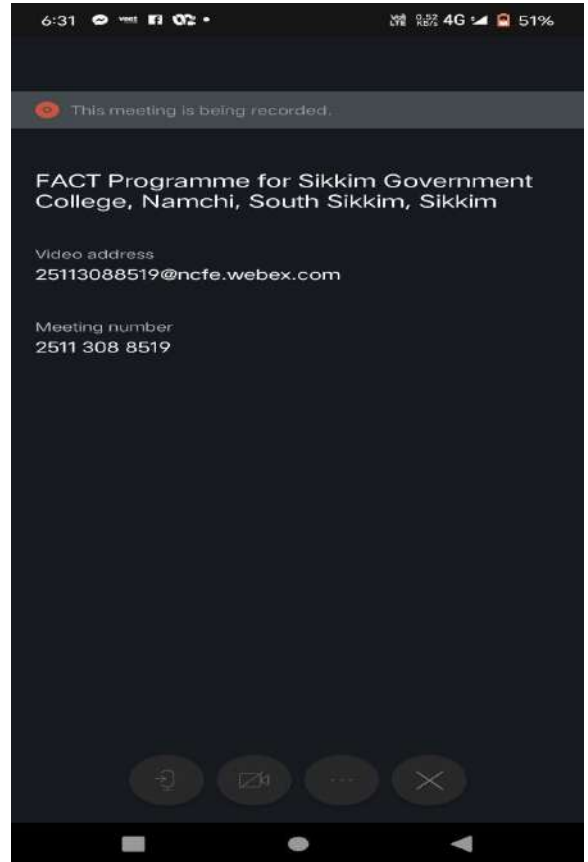 6:31 51%
4G
This meeting is being recorded.
FACT Programme for Sikkim Government
College, Namchi, South Sikkim, Sikkim
Video address
25113088519@ncfe.webex.com
Meeting number
2511 308 8519